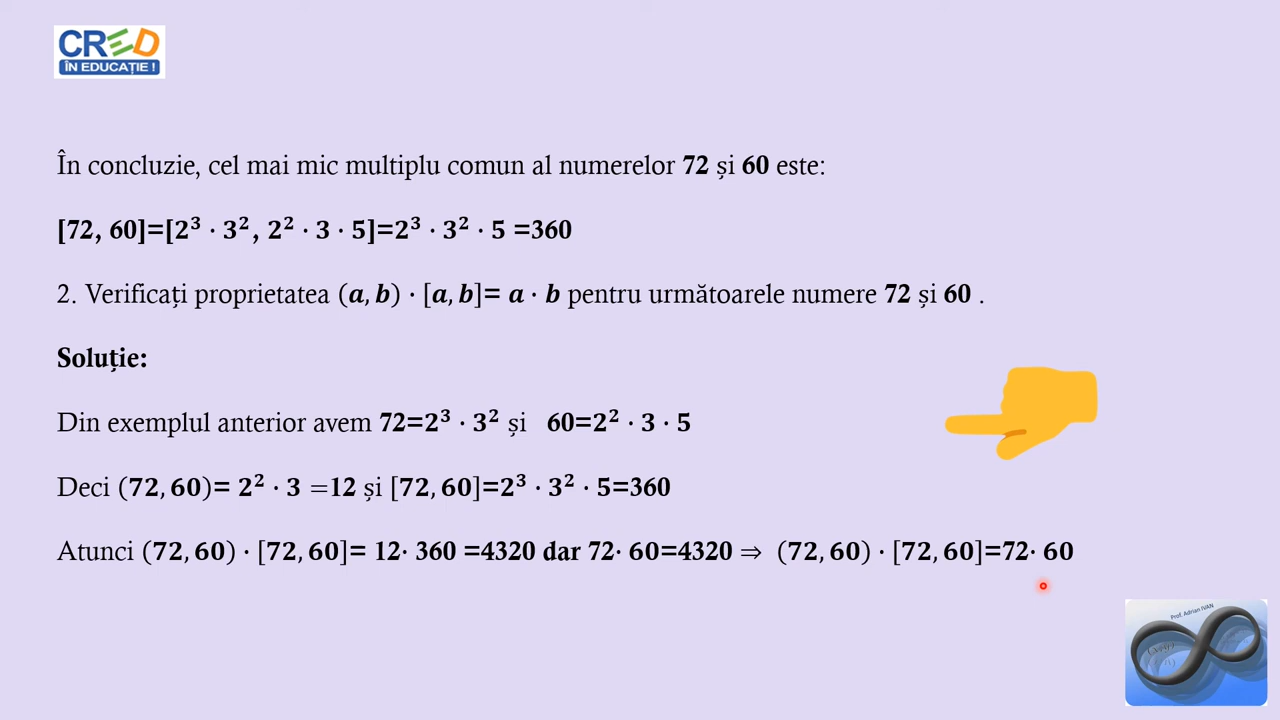 CRED
ÎN EDUCAȚIE !
În concluzie, cel mai mic multiplu comun al numerelor 72 și 60 este:
[72, 60]=[2³ · 3², 2² · 3 · 5]=2³ · 3² · 5 =360
2. Verificați proprietatea (a, b) · [a, b]= a · b pentru următoarele numere 72 și 60 .
Soluție:
Din exemplul anterior avem 72=2³ · 3² și 60=2² · 3 · 5
Deci (72, 60)= 2² · 3 =12 și [72, 60]=2³ · 3² · 5=360
Atunci (72, 60) · [72, 60]= 12· 360 =4320 dar 72· 60=4320 ⇒ (72, 60) · [72, 60]=72· 60
Prof. Adrian IVAN